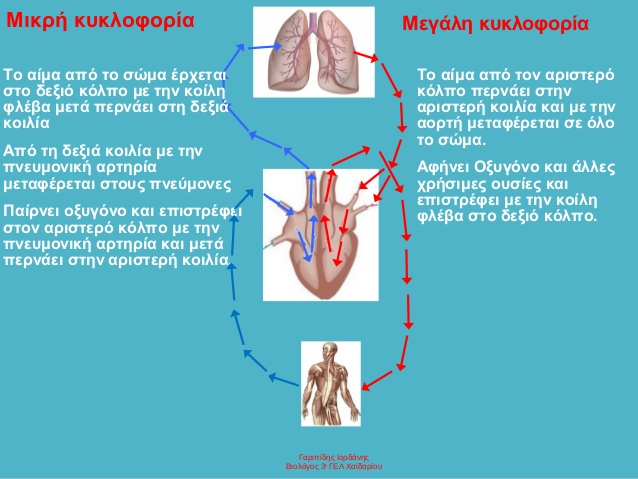 Μικρή κυκλοφορία
Το αίμα από το σώμα έρχεται
στο δεξιό κόλπο με την κοίλη
φλέβα μετά περνάει στη δεξιά
κοιλία
Από τη δεξιά κοιλία με την
πνευμονική αρτηρία
μεταφέρεται στους πνεύμονες
Παίρνει οξυγόνο και επιστρέφει
στον αριστερό κόλπο με την
πνευμονική αρτηρία και μετά
περνάει στην αριστερή κοιλία
Μεγάλη κυκλοφορία
Το αίμα από τον αριστερό
κόλπο περνάει στην
αριστερή κοιλία και με την
αορτή μεταφέρεται σε όλο
το σώμα.
Αφήνει Οξυγόνο και άλλες
χρήσιμες ουσίες και
επιστρέφει με την κοίλη
φλέβα στο δεξιό κόλπο.
Γαριπίδης Ιορδάνης
Βιολόγος 3ο ΓΕΛ Χαϊδαρίου